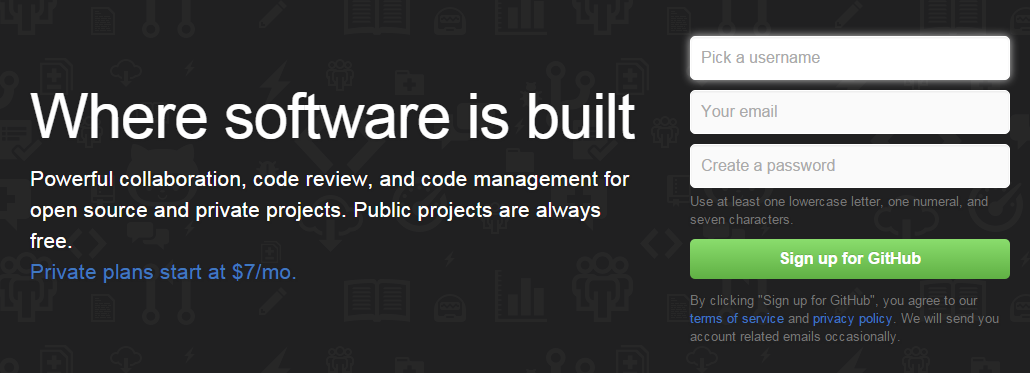 Where software is built
Powerful collaboration, code review, and code management for
open source and private projects. Public projects are always
free.
Private plans start at $7/mo.
Pick a username
Your email
Create a password
Use at least one lowercase letter, one numeral, and
seven characters.
Sign up for GitHub
By clicking "Sign up for GitHub", you agree to our
terms of service and privacy policy. We will send you
account related emails occasionally.